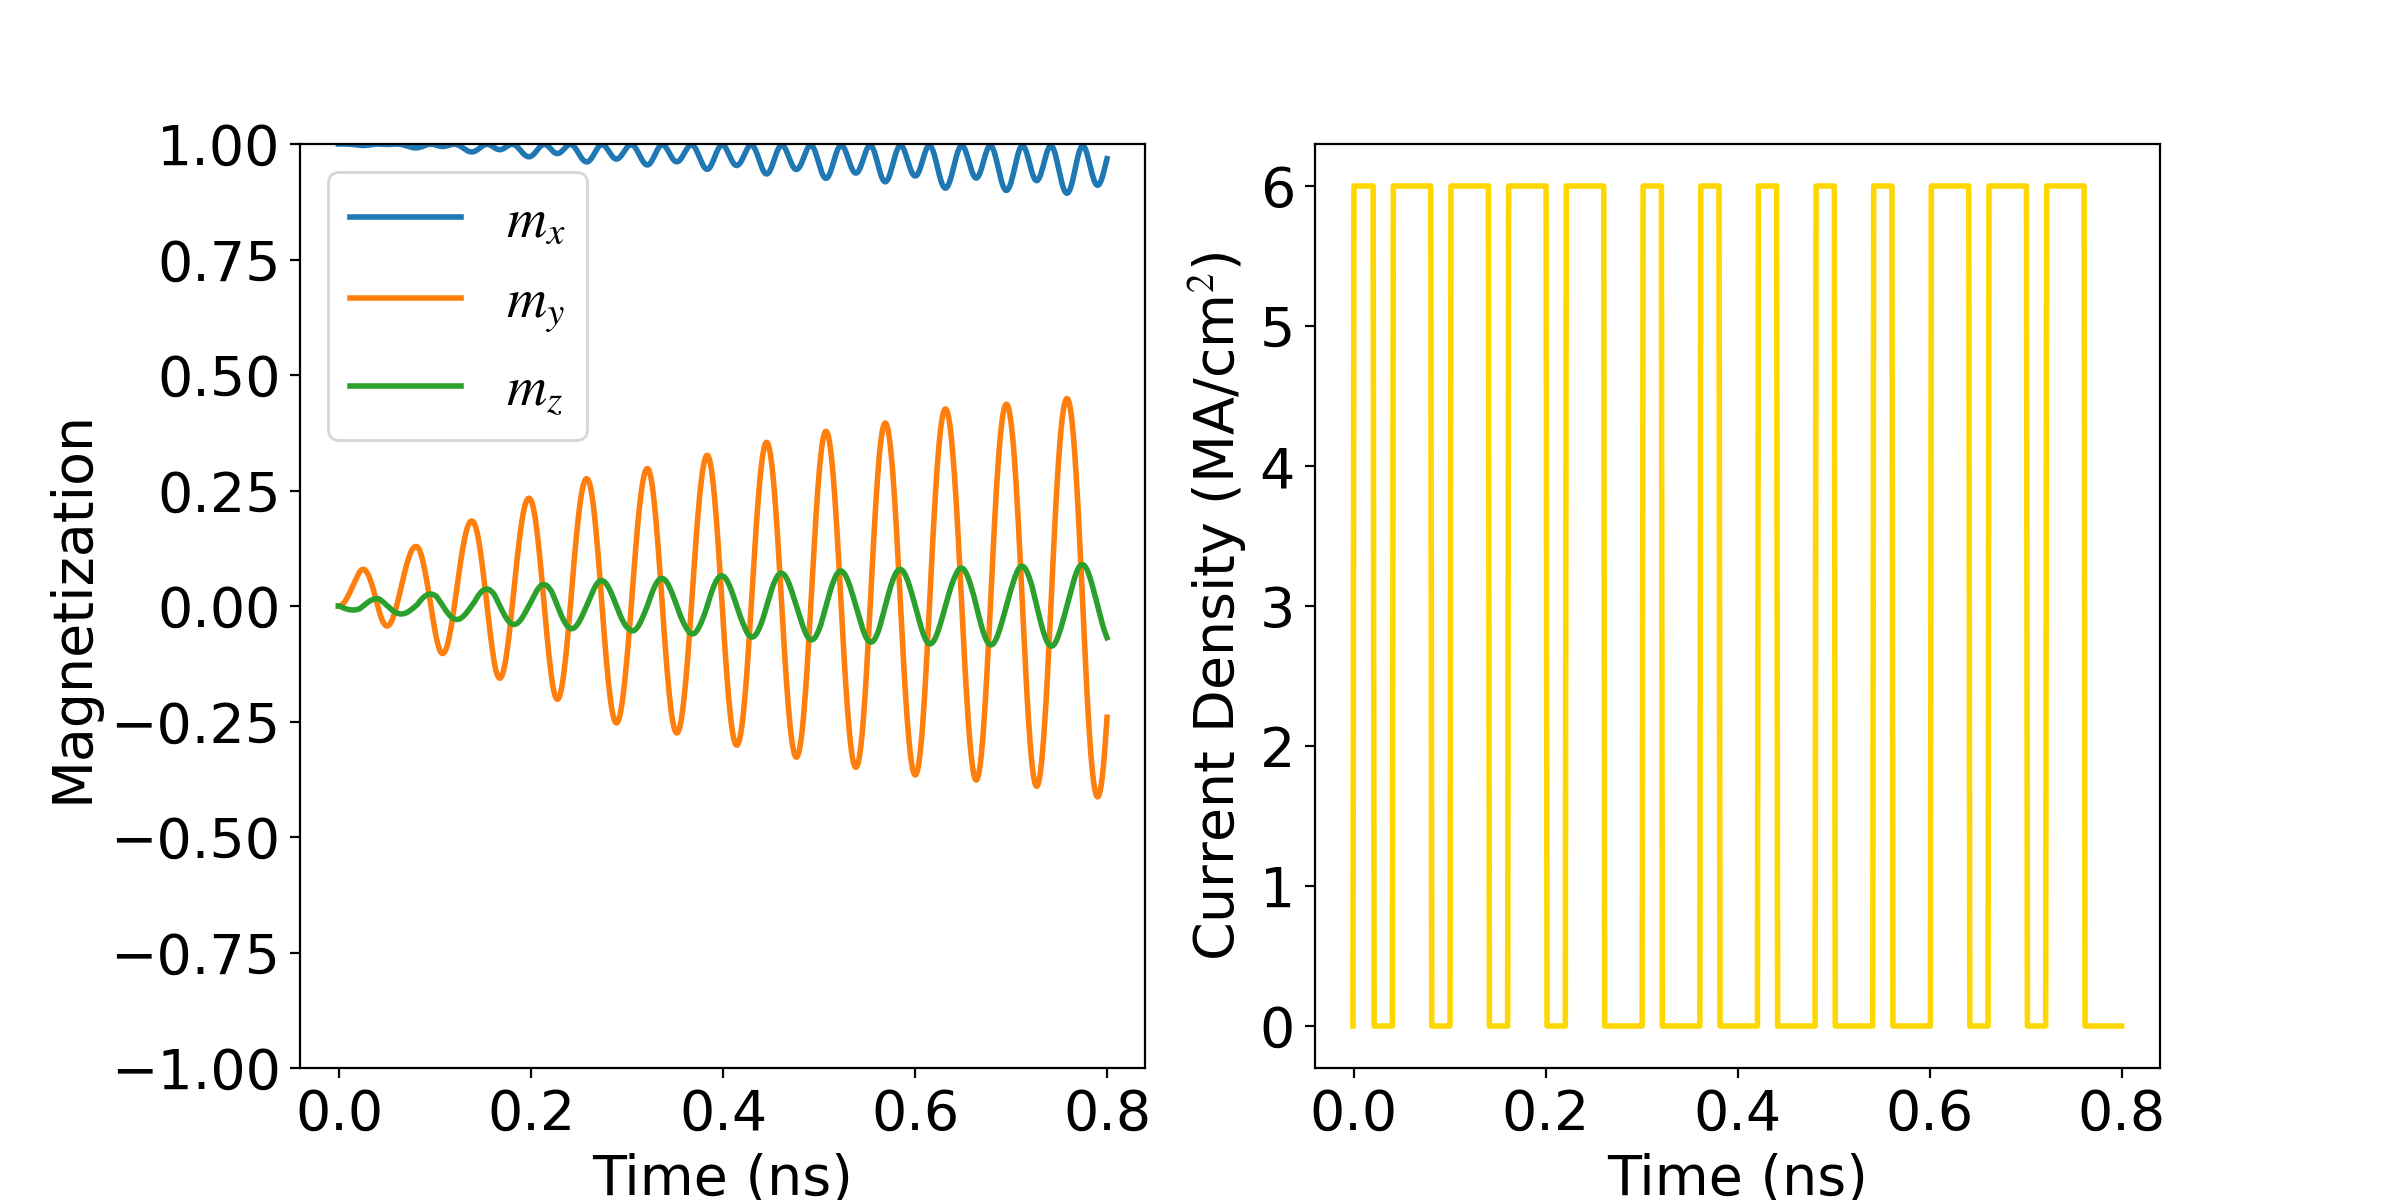 Magnetization
1.00
0.75
0.50
0.25
0.00
−0.25
−0.50
−0.75
−1.00
m_x
m_y
m_z
0.0 0.2 0.4 0.6 0.8
Time (ns)
Current Density (MA/cm²)
6
5
4
3
2
1
0
0.0 0.2 0.4 0.6 0.8
Time (ns)